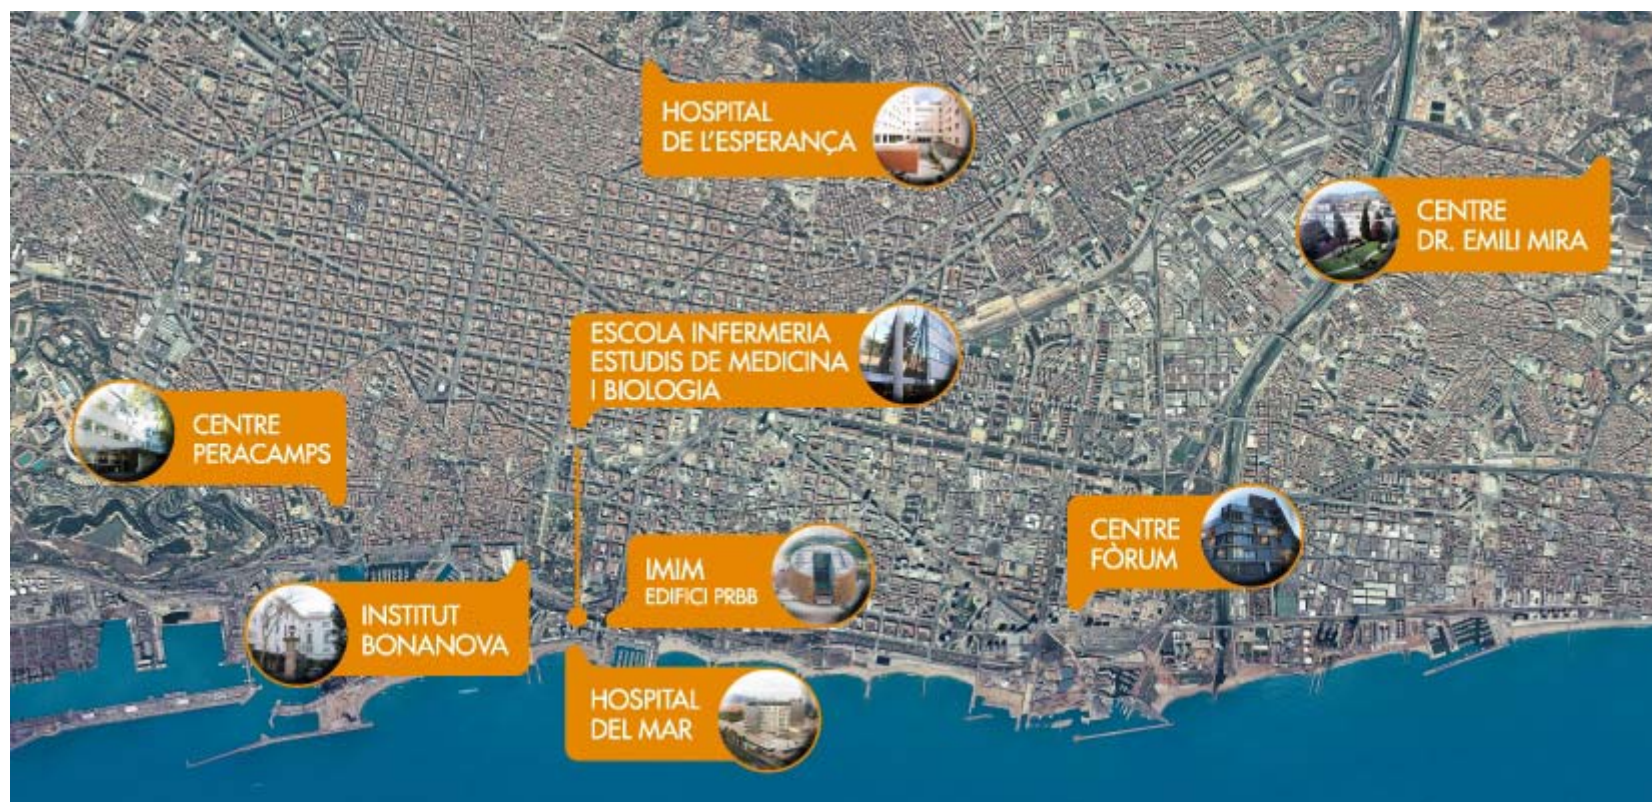 HOSPITAL
DE L'ESPERANÇA
CENTRE
DR. EMILI MIRA
ESCOLA INFERMERIA
ESTUDIS DE MEDICINA
I BIOLOGIA
CENTRE
PERACAMPS
CENTRE
FÒRUM
IMIM
EDIFICI PRBB
INSTITUT
BONANOVA
HOSPITAL
DEL MAR